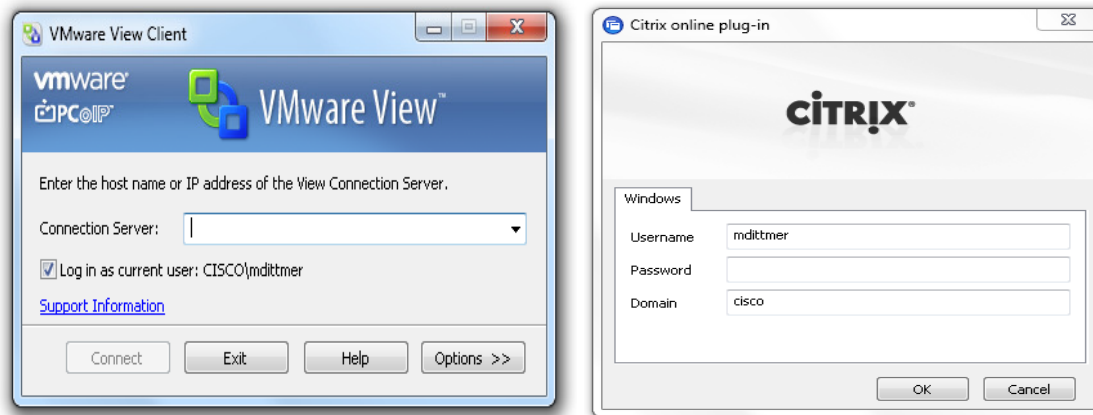 VMware View Client
vmware®
PCoIP™
VMware View™
Enter the host name or IP address of the View Connection Server.
Connection Server:
Log in as current user: CISCO\mdittmer
Support Information
Connect
Exit
Help
Options >>
Citrix online plug-in
CITRIX®
Windows
Username
mdittmer
Password
Domain
cisco
OK
Cancel